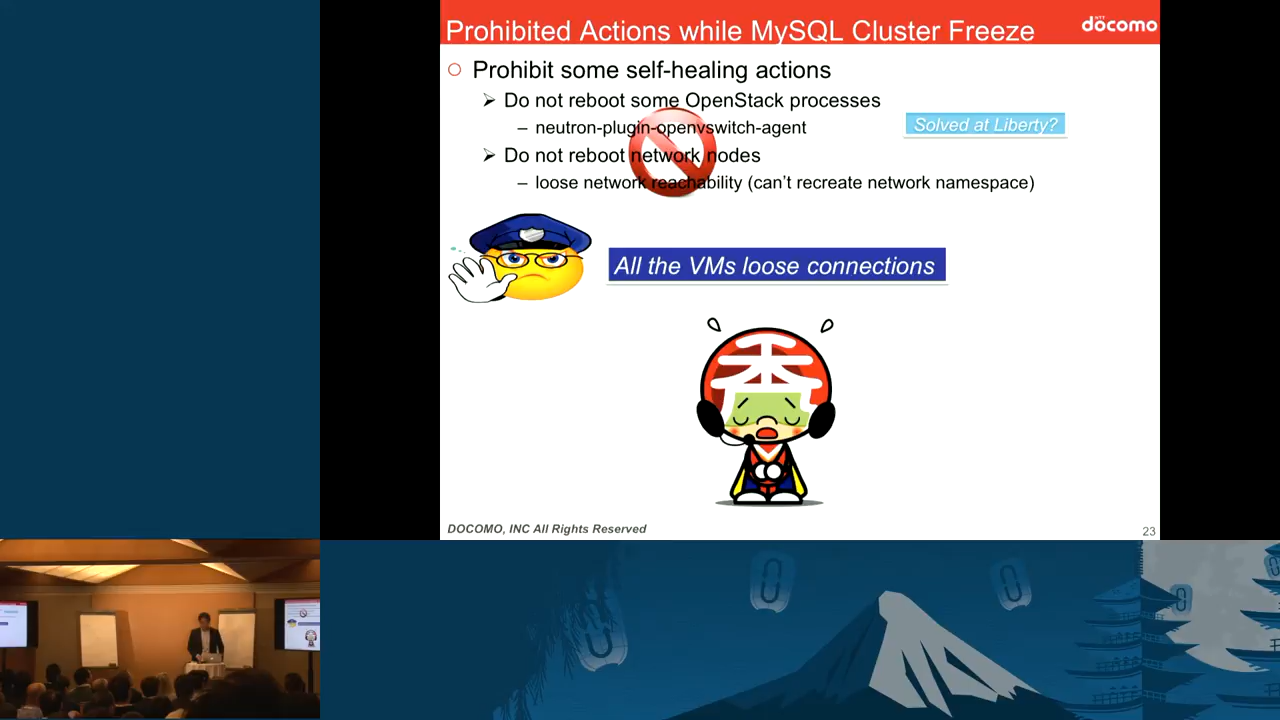 Prohibited Actions while MySQL Cluster Freeze
NTT
döcomo
Prohibit some self-healing actions
Do not reboot some OpenStack processes
– neutron-plugin-openvswitch-agent
Solved at Liberty?
Do not reboot network nodes
– loose network reachability (can't recreate network namespace)
All the VMs loose connections
DOCOMO, INC All Rights Reserved
23